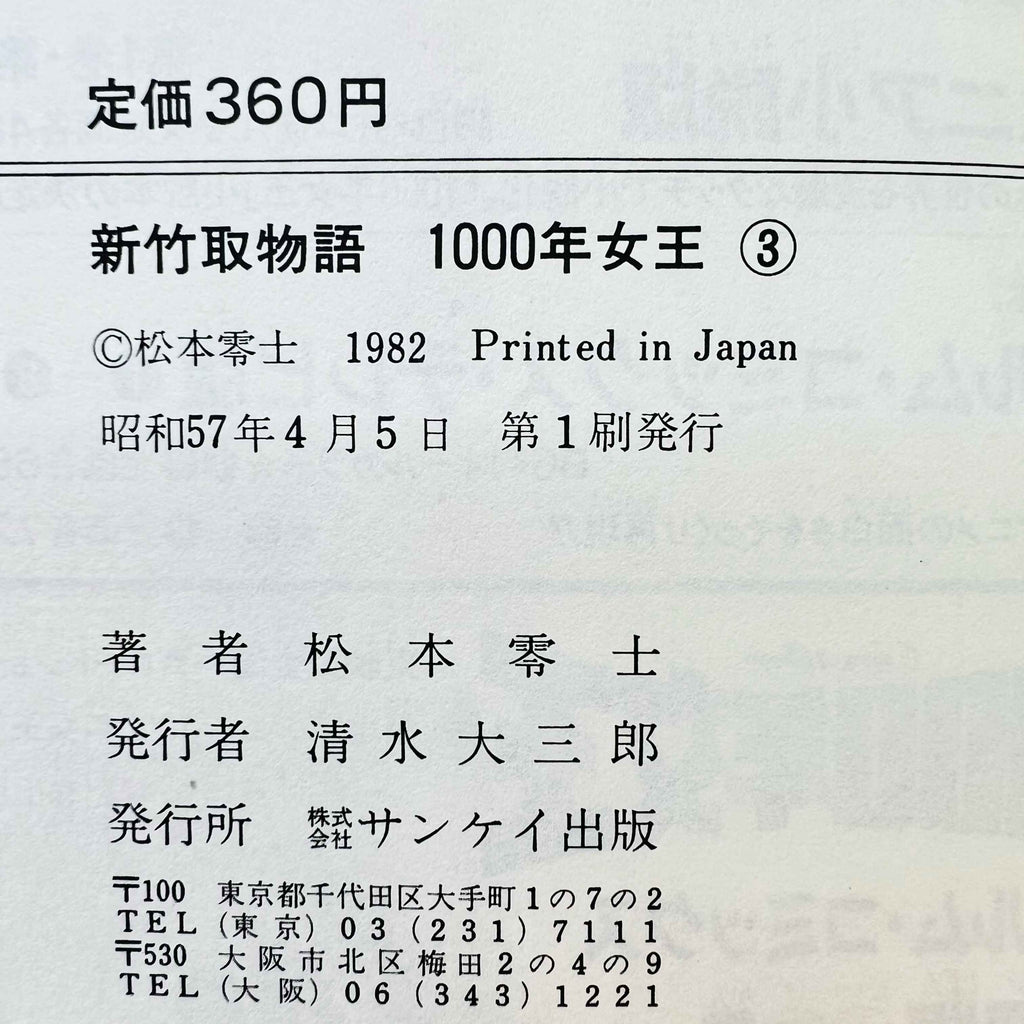 定価360円
新竹取物語　1000年女王　③
©松本零士　1982　Printed in Japan
昭和57年4月5日　第1刷発行
著者　松本零士
発行者　清水大三郎
発行所　株式会社サンケイ出版
〒100　東京都千代田区大手町1の7の2
TEL（東京）03（231）7111
〒530　大阪市北区梅田2の4の9
TEL（大阪）06（343）1221